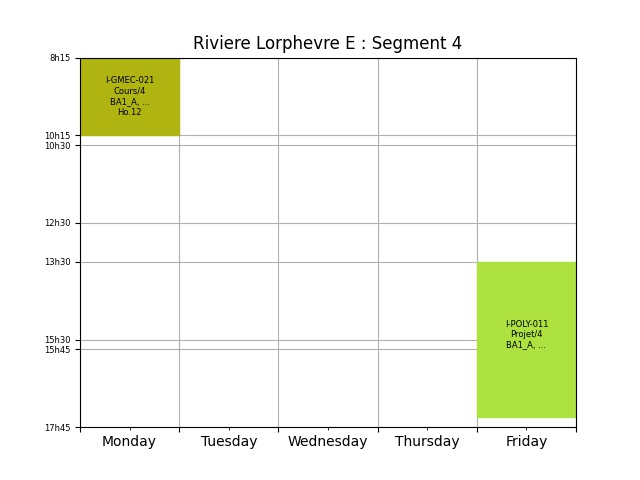 Riviere Lorphevre E : Segment 4
8h15
I-GMEC-021
Cours/4
BA1_A, ...
Ho.12
10h15
10h30
12h30
13h30
I-POLY-011
Projet/4
BA1_A, ...
15h30
15h45
17h45
Monday Tuesday Wednesday Thursday Friday